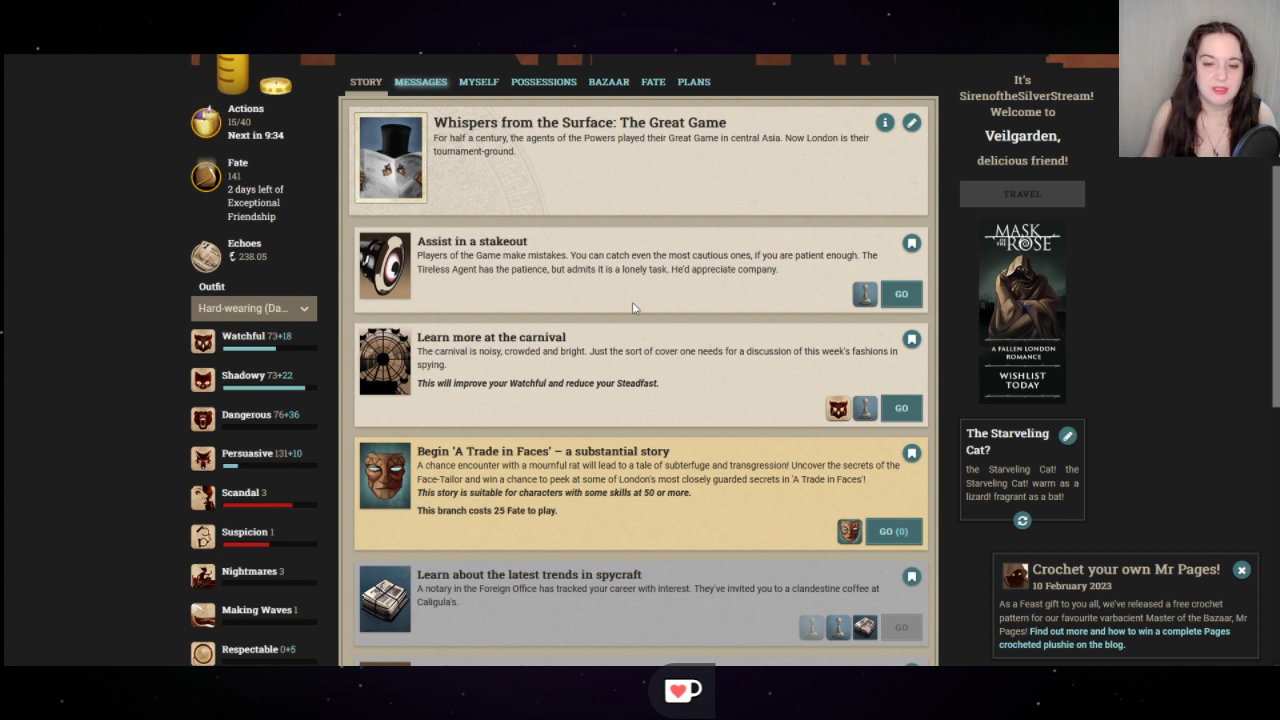 Actions
15/40
Next in 9:34
Fate
141
2 days left of
Exceptional
Friendship
Echoes
238.05
Outfit
Hard-wearing (Da...
Watchful 73+18
Shadowy 73+22
Dangerous 76+36
Persuasive 131+10
Scandal 3
Suspicion 1
Nightmares 3
Making Waves 1
Respectable 0+5
STORY MESSAGES MYSELF POSSESSIONS BAZAAR FATE PLANS
Whispers from the Surface: The Great Game
For half a century, the agents of the Powers played their Great Game in central Asia. Now London is their
tournament-ground.
Assist in a stakeout
Players of the Game make mistakes. You can catch even the most cautious ones, if you are patient enough. The
Tireless Agent has the patience, but admits it is a lonely task. He'd appreciate company.
GO
Learn more at the carnival
The carnival is noisy, crowded and bright. Just the sort of cover one needs for a discussion of this week's fashions in
spying.
This will improve your Watchful and reduce your Steadfast.
GO
Begin 'A Trade in Faces' – a substantial story
A chance encounter with a mournful rat will lead to a tale of subterfuge and transgression! Uncover the secrets of the
Face-Tailor and win a chance to peek at some of London's most closely guarded secrets in 'A Trade in Faces'!
This story is suitable for characters with some skills at 50 or more.
This branch costs 25 Fate to play.
GO (0)
Learn about the latest trends in spycraft
A notary in the Foreign Office has tracked your career with interest. They've invited you to a clandestine coffee at
Caligula's.
GO
It's
SirenoftheSilverStream!
Welcome to
Veilgarden,
delicious friend!
TRAVEL
MASK
OF THE
ROSE
A FALLEN LONDON
ROMANCE
WISHLIST
TODAY
The Starveling
Cat?
the Starveling Cat! the
Starveling Cat! warm as a
lizard! fragrant as a bat!
Crochet your own Mr Pages!
10 February 2023
As a Feast gift to you all, we've released a free crochet
pattern for our favourite varbacient Master of the Bazaar, Mr
Pages! Find out more and how to win a complete Pages
crocheted plushie on the blog.